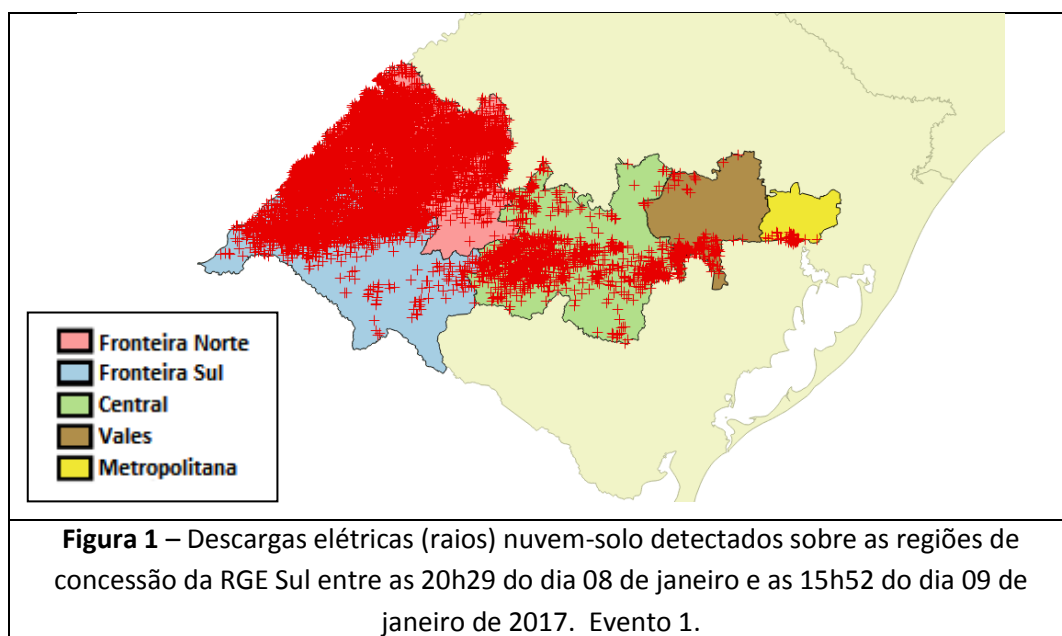 Fronteira Norte
Fronteira Sul
Central
Vales
Metropolitana
Figura 1 – Descargas elétricas (raios) nuvem-solo detectados sobre as regiões de
concessão da RGE Sul entre as 20h29 do dia 08 de janeiro e as 15h52 do dia 09 de
janeiro de 2017.  Evento 1.